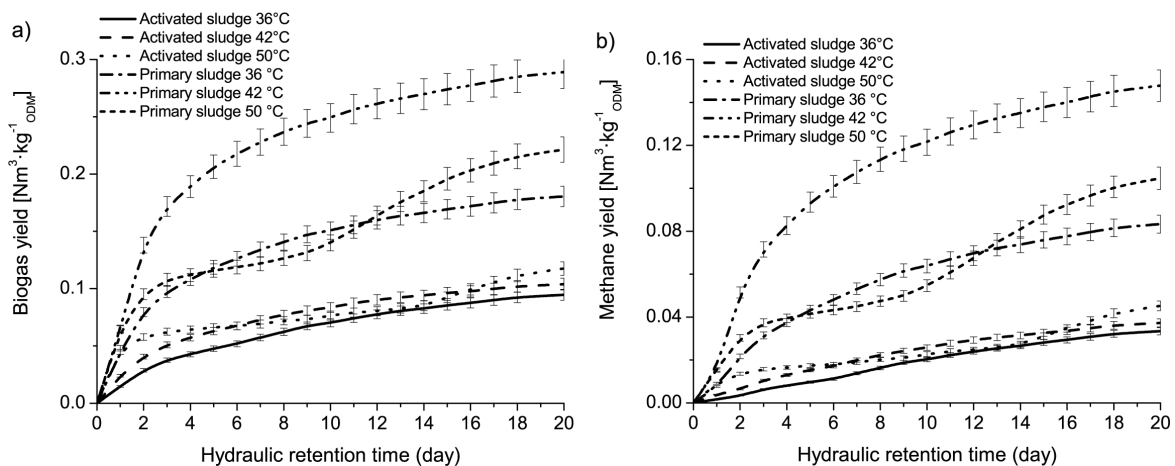 a)
Activated sludge 36°C
Activated sludge 42°C
Activated sludge 50°C
Primary sludge 36 °C
Primary sludge 42 °C
Primary sludge 50 °C
0.3
0.2
0.1
0.0
Biogas yield [Nm³·kg⁻¹ODM]
0 2 4 6 8 10 12 14 16 18 20
Hydraulic retention time (day)
b)
Activated sludge 36°C
Activated sludge 42°C
Activated sludge 50°C
Primary sludge 36 °C
Primary sludge 42 °C
Primary sludge 50 °C
0.16
0.12
0.08
0.04
0.00
Methane yield [Nm³·kg⁻¹ODM]
0 2 4 6 8 10 12 14 16 18 20
Hydraulic retention time (day)